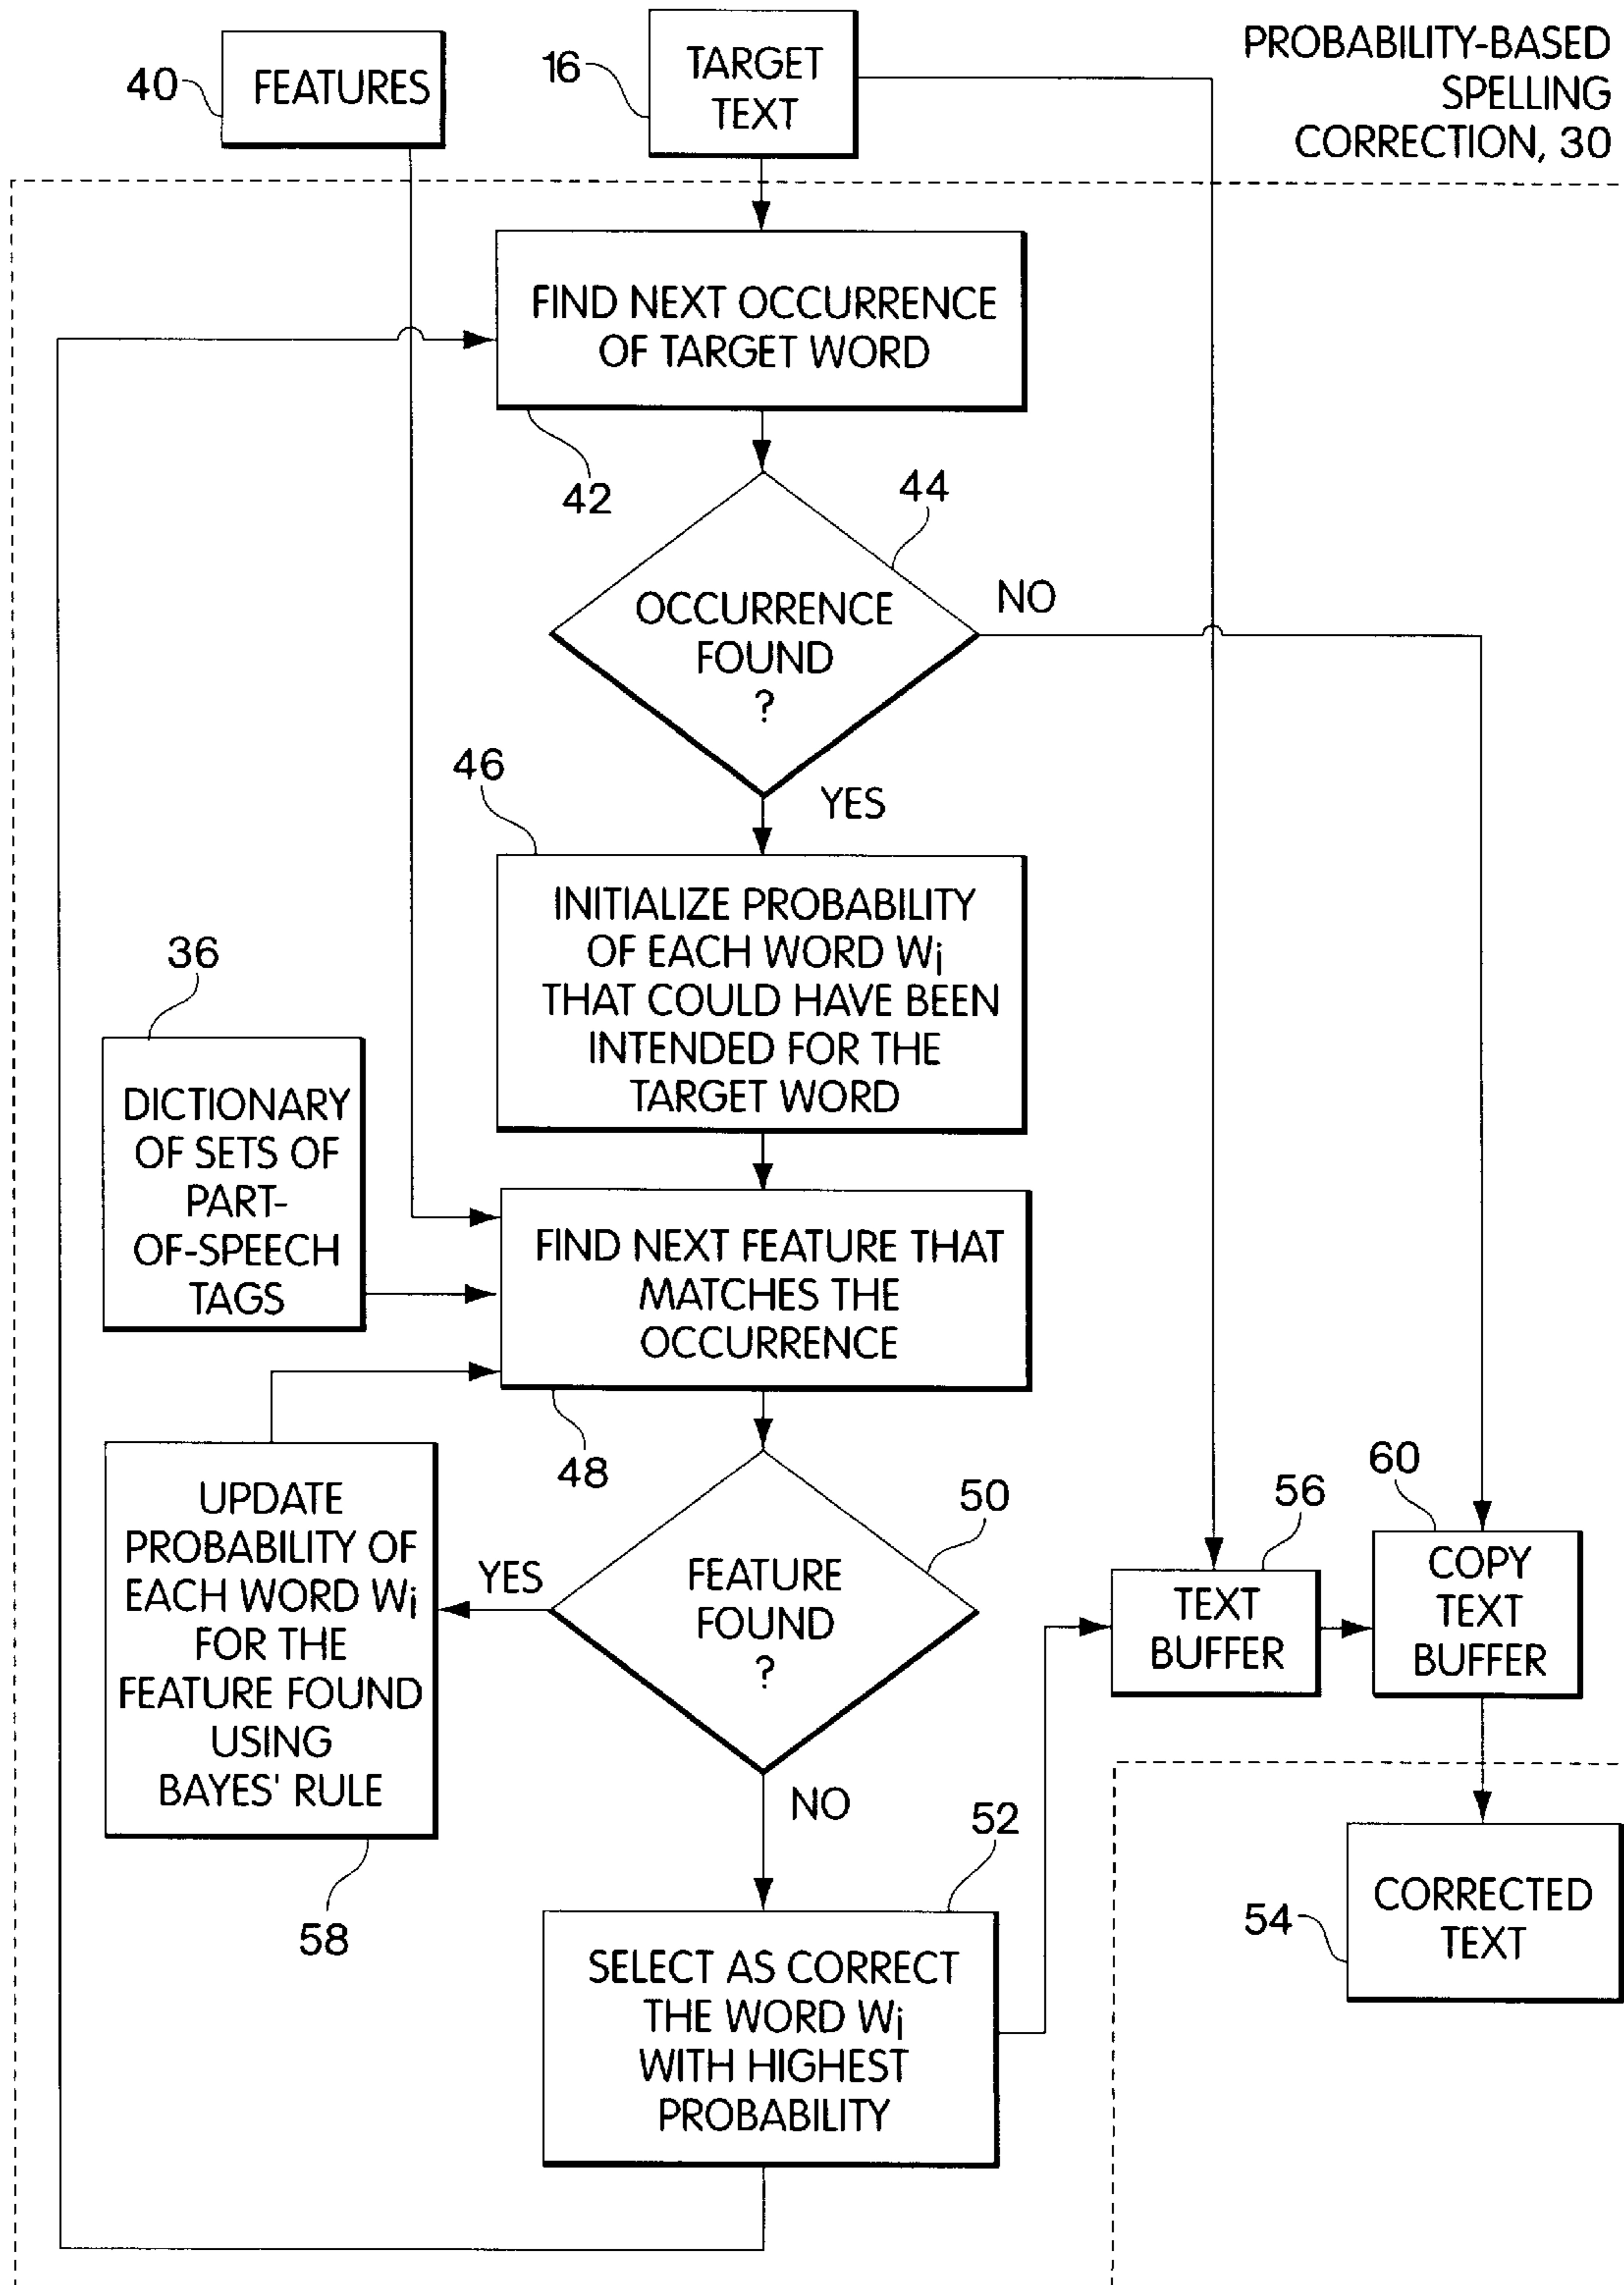 PROBABILITY-BASED
SPELLING
CORRECTION, 30
40
FEATURES
16
TARGET
TEXT
FIND NEXT OCCURRENCE
OF TARGET WORD
42
44
OCCURRENCE
FOUND
?
NO
YES
46
INITIALIZE PROBABILITY
OF EACH WORD Wi
THAT COULD HAVE BEEN
INTENDED FOR THE
TARGET WORD
36
DICTIONARY
OF SETS OF
PART-
OF-SPEECH
TAGS
FIND NEXT FEATURE THAT
MATCHES THE
OCCURRENCE
48
50
FEATURE
FOUND
?
YES
NO
UPDATE
PROBABILITY OF
EACH WORD Wi
FOR THE
FEATURE FOUND
USING
BAYES' RULE
58
56
TEXT
BUFFER
60
COPY
TEXT
BUFFER
52
SELECT AS CORRECT
THE WORD Wi
WITH HIGHEST
PROBABILITY
54
CORRECTED
TEXT